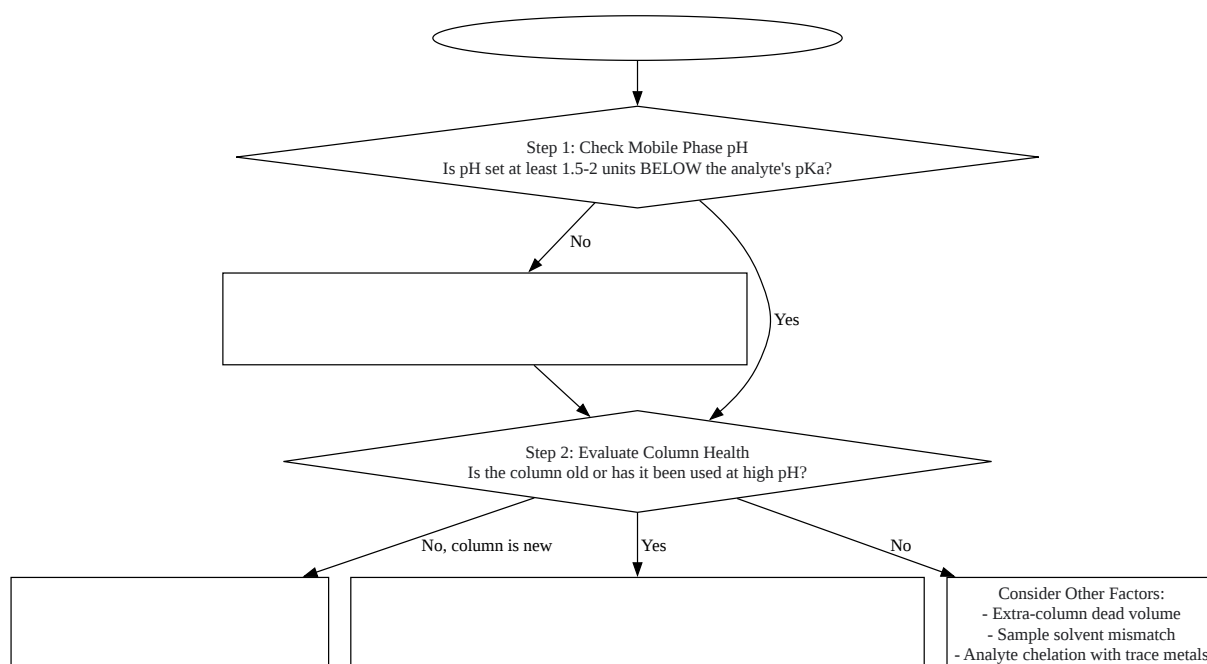 Step 1: Check Mobile Phase pH
Is pH set at least 1.5-2 units BELOW the analyte's pKa?
No
Yes
Step 2: Evaluate Column Health
Is the column old or has it been used at high pH?
No, column is new
Yes
No
Consider Other Factors:
- Extra-column dead volume
- Sample solvent mismatch
- Analyte chelation with trace metals